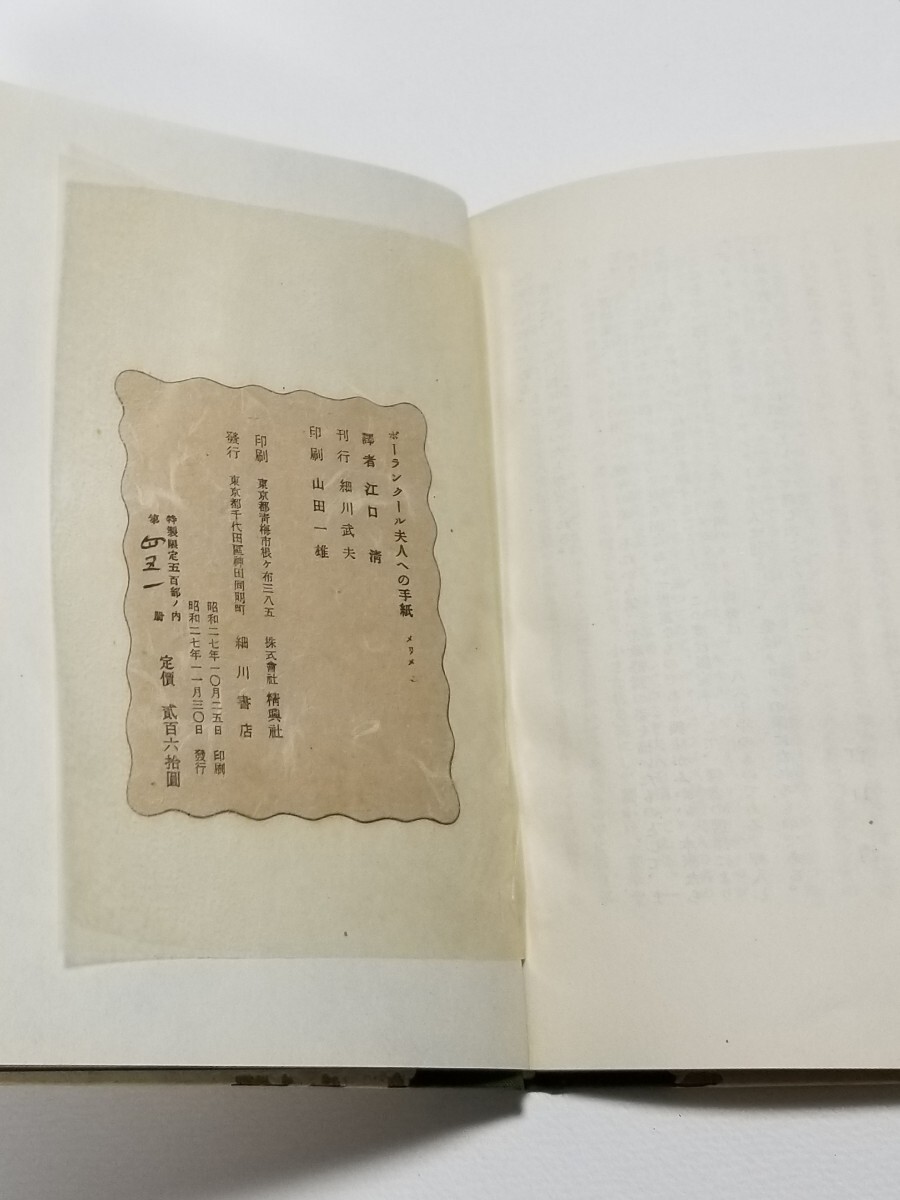 ボーランクール夫人への手紙 メリメ
譯者 江口清
刊行 細川武夫
印刷 山田一雄
印刷 東京都青梅市根ケ布三八五 株式會社 精興社
發行 東京都千代田區神田同朋町 細川書店
昭和二七年一〇月二五日 印刷
昭和二七年一一月三〇日 發行
特製限定五百部ノ内
第四五一册
定價 貳百六拾圓